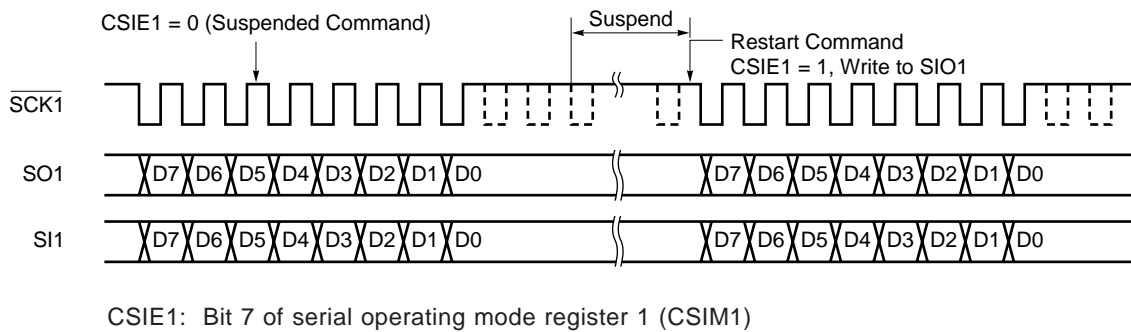 CSIE1 = 0 (Suspended Command)
Suspend
Restart Command
CSIE1 = 1, Write to SIO1
SCK1
SO1 D7 D6 D5 D4 D3 D2 D1 D0 D7 D6 D5 D4 D3 D2 D1 D0
SI1 D7 D6 D5 D4 D3 D2 D1 D0 D7 D6 D5 D4 D3 D2 D1 D0
CSIE1: Bit 7 of serial operating mode register 1 (CSIM1)